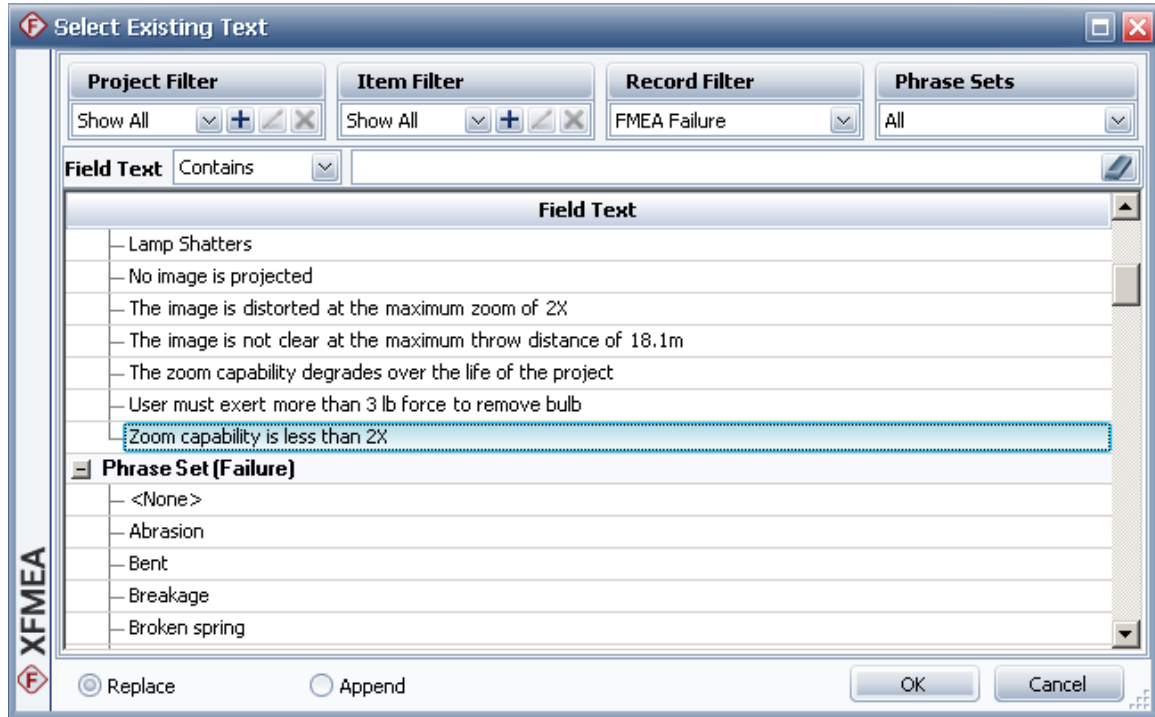 Select Existing Text
Project Filter Item Filter Record Filter Phrase Sets
Show All Show All FMEA Failure All
Field Text Contains
Field Text
Lamp Shatters
No image is projected
The image is distorted at the maximum zoom of 2X
The image is not clear at the maximum throw distance of 18.1m
The zoom capability degrades over the life of the project
User must exert more than 3 lb force to remove bulb
Zoom capability is less than 2X
Phrase Set (Failure)
<None>
Abrasion
Bent
Breakage
Broken spring
XFMEA
Replace Append OK Cancel